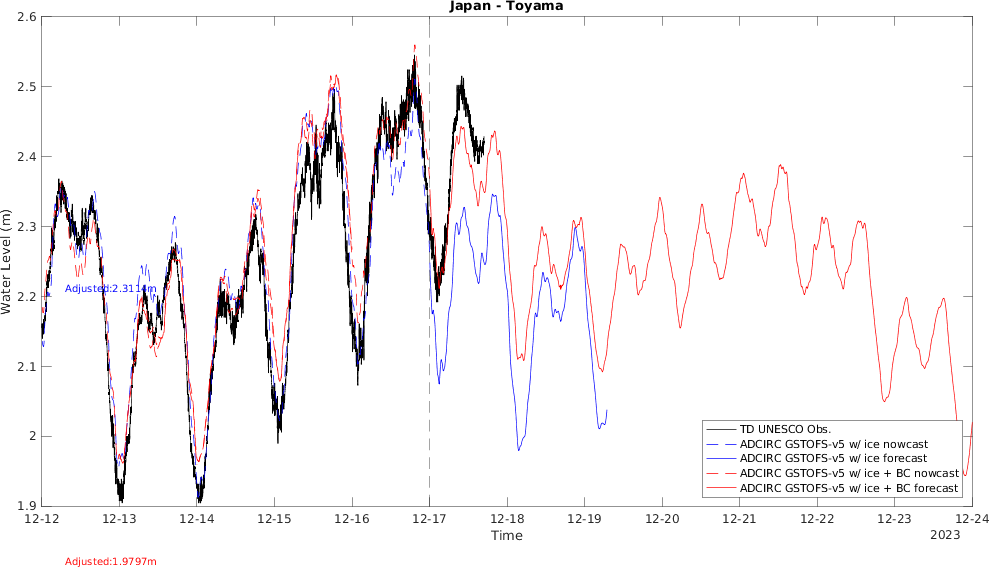 Japan - Toyama
Water Level (m)
2.6
2.5
2.4
2.3
2.2
2.1
2
1.9
Adjusted:2.3114m
TD UNESCO Obs.
ADCIRC GSTOFS-v5 w/ ice nowcast
ADCIRC GSTOFS-v5 w/ ice forecast
ADCIRC GSTOFS-v5 w/ ice + BC nowcast
ADCIRC GSTOFS-v5 w/ ice + BC forecast
12-12 12-13 12-14 12-15 12-16 12-17 12-18 12-19 12-20 12-21 12-22 12-23 12-24
Time
2023
Adjusted:1.9797m